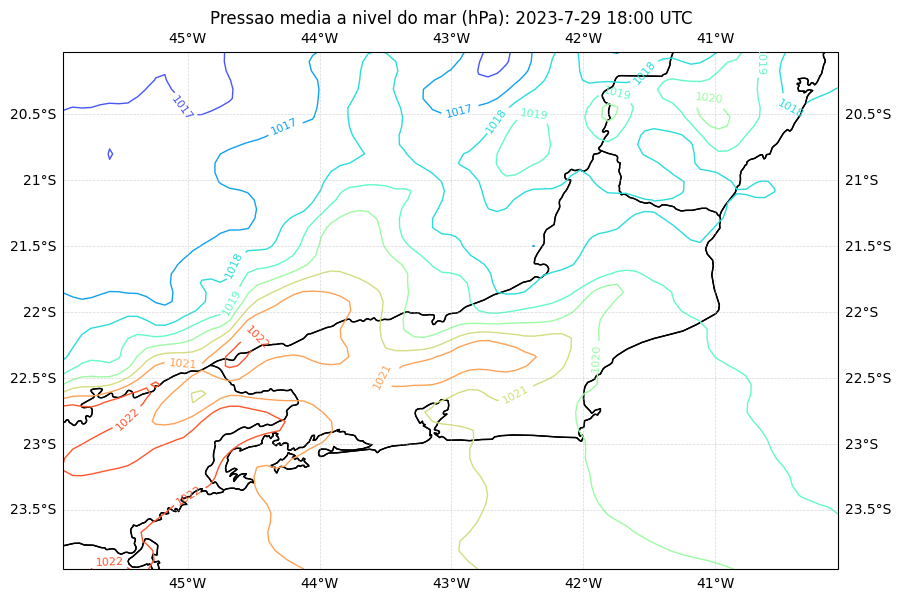 Pressao media a nivel do mar (hPa): 2023-7-29 18:00 UTC
45°W 44°W 43°W 42°W 41°W
1018 1019
1017 1017 1017 1018 1019 1019 1020 1018
20.5°S 20.5°S
21°S 21°S
21.5°S 21.5°S
1018
1019
22°S 22°S
1022
1021 1021 1020
22.5°S 22.5°S
1022 1021
23°S 23°S
1022
23.5°S 23.5°S
1022
45°W 44°W 43°W 42°W 41°W